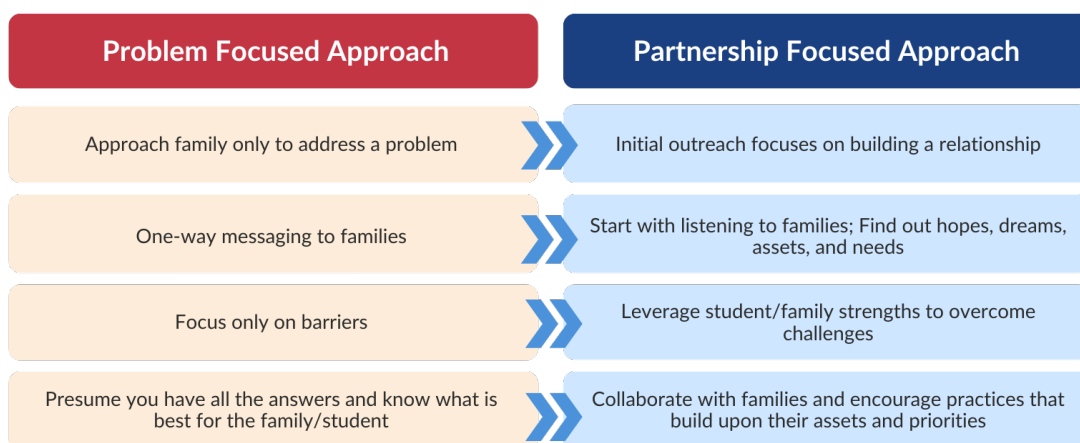 Problem Focused Approach
Partnership Focused Approach
Approach family only to address a problem
Initial outreach focuses on building a relationship
One-way messaging to families
Start with listening to families; Find out hopes, dreams,
assets, and needs
Focus only on barriers
Leverage student/family strengths to overcome
challenges
Presume you have all the answers and know what is
best for the family/student
Collaborate with families and encourage practices that
build upon their assets and priorities